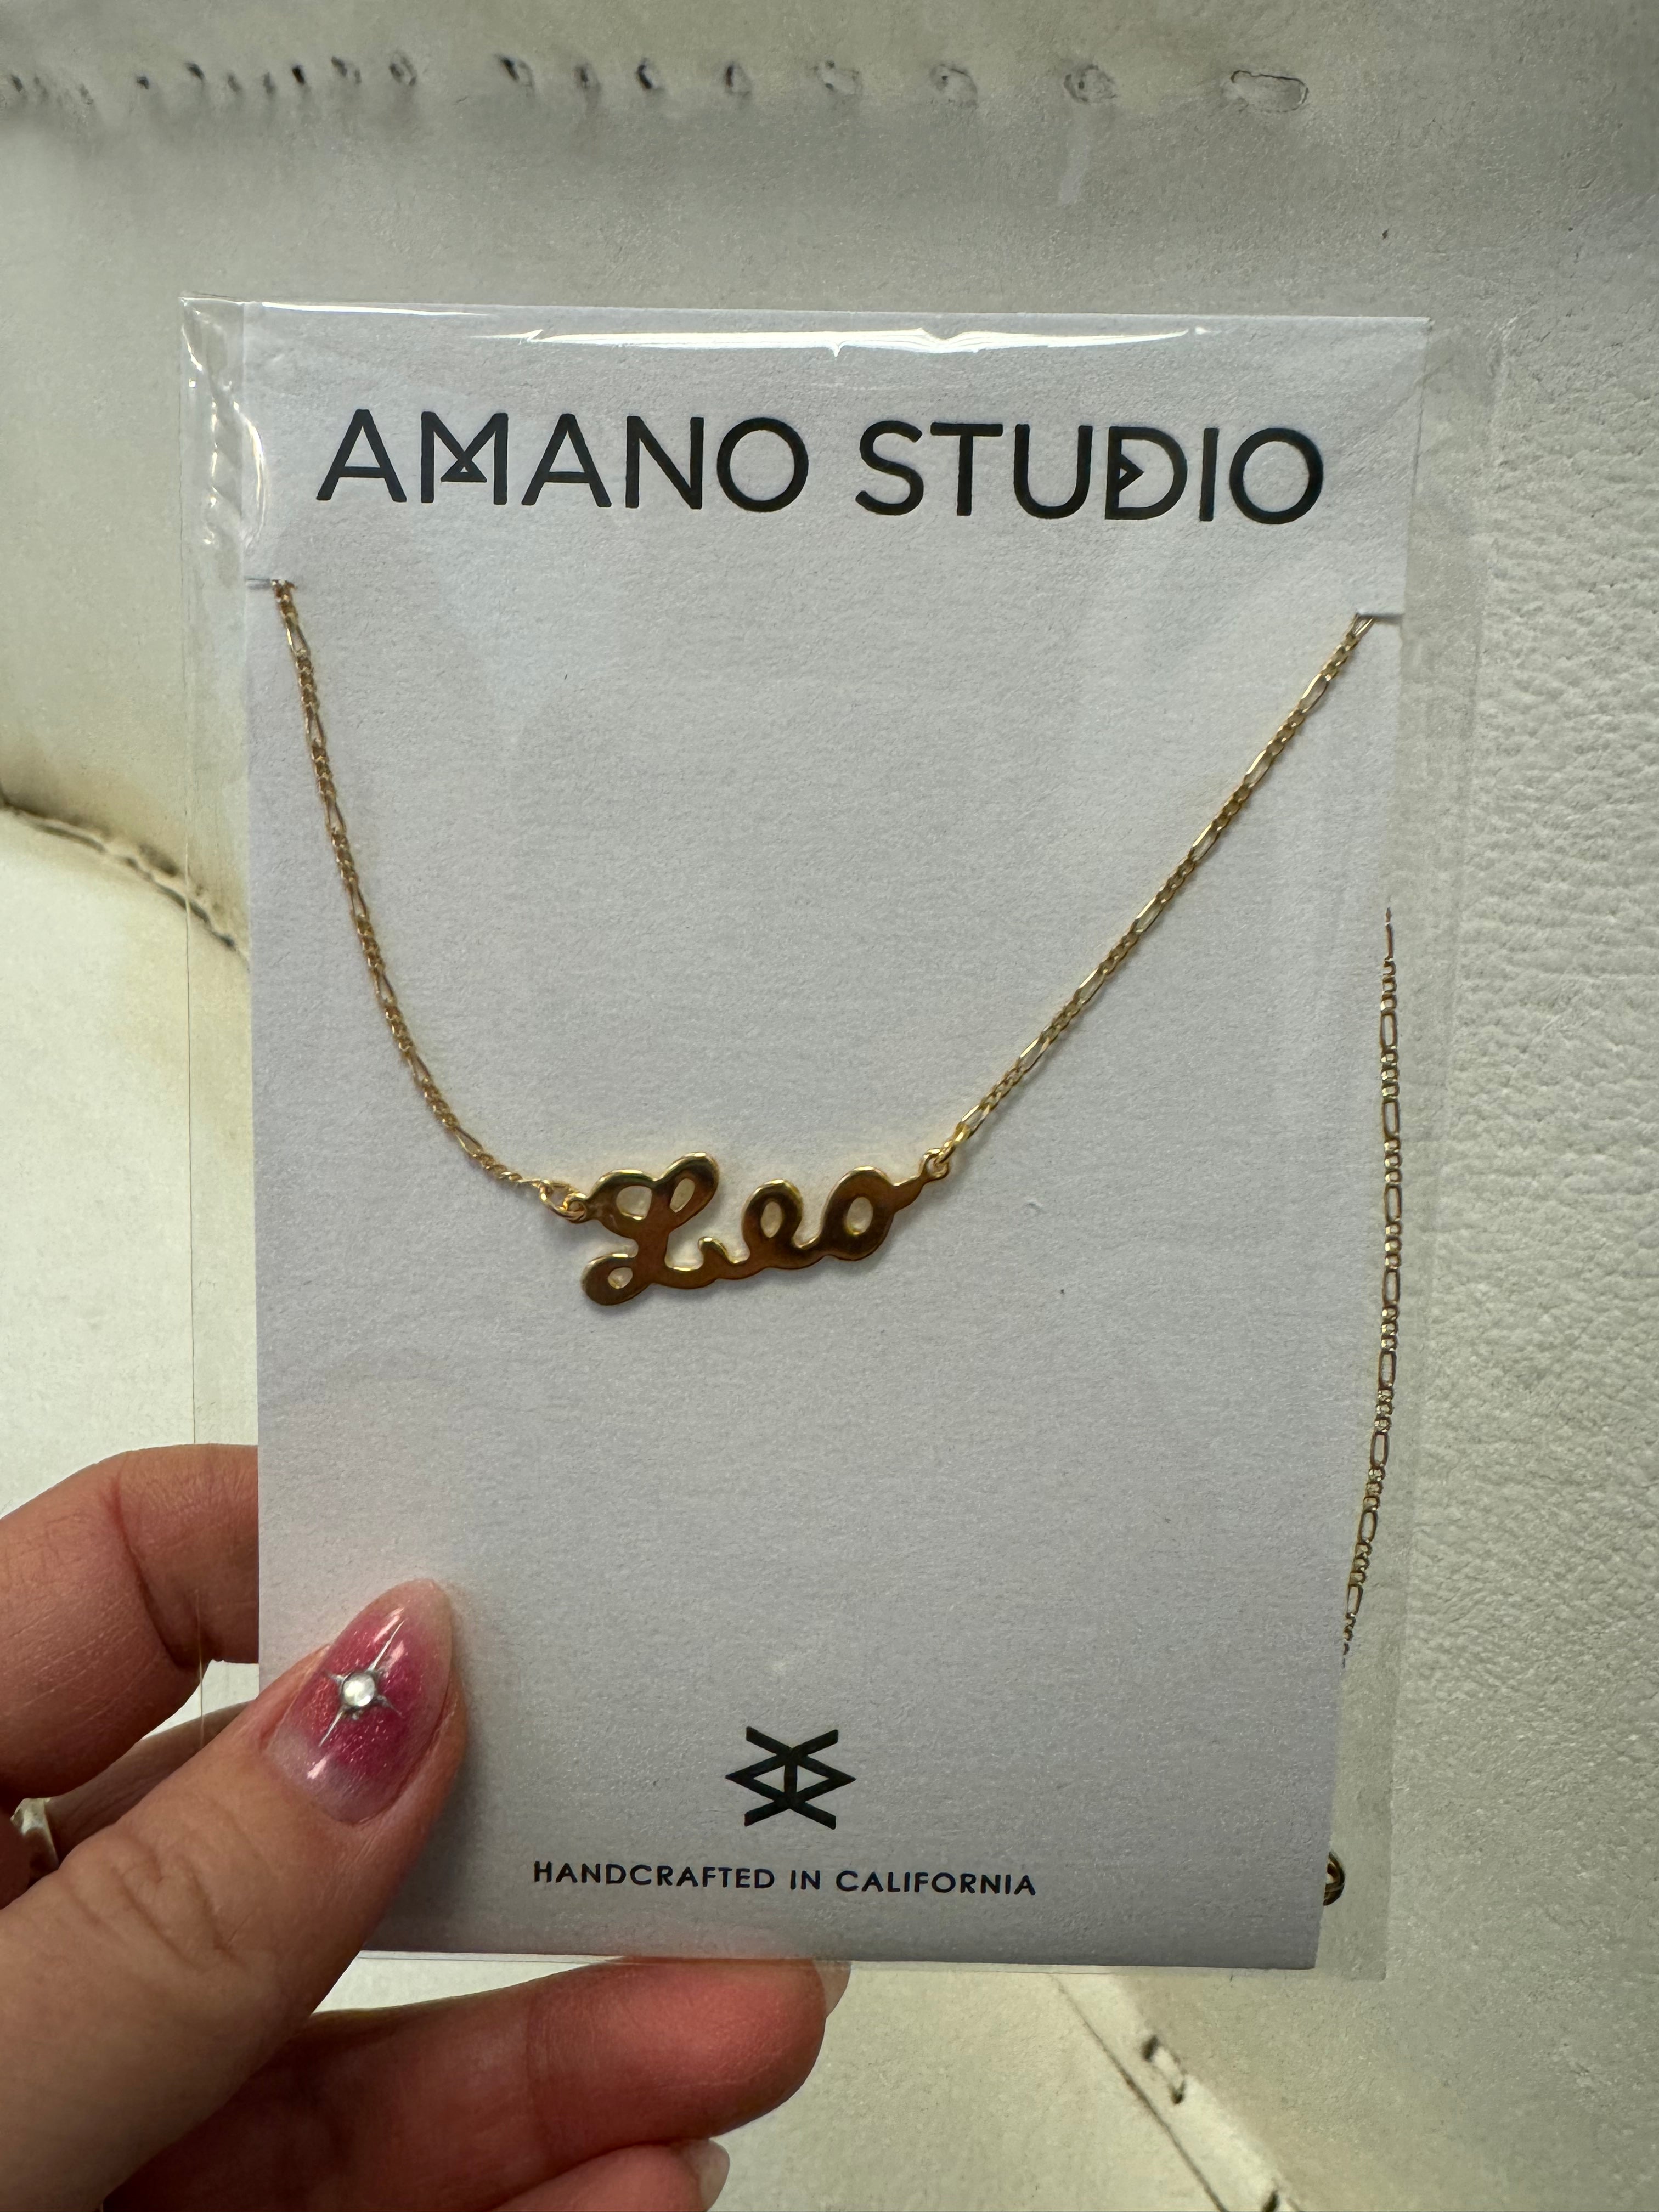 AMANO STUDIO
Leo
HANDCRAFTED IN CALIFORNIA